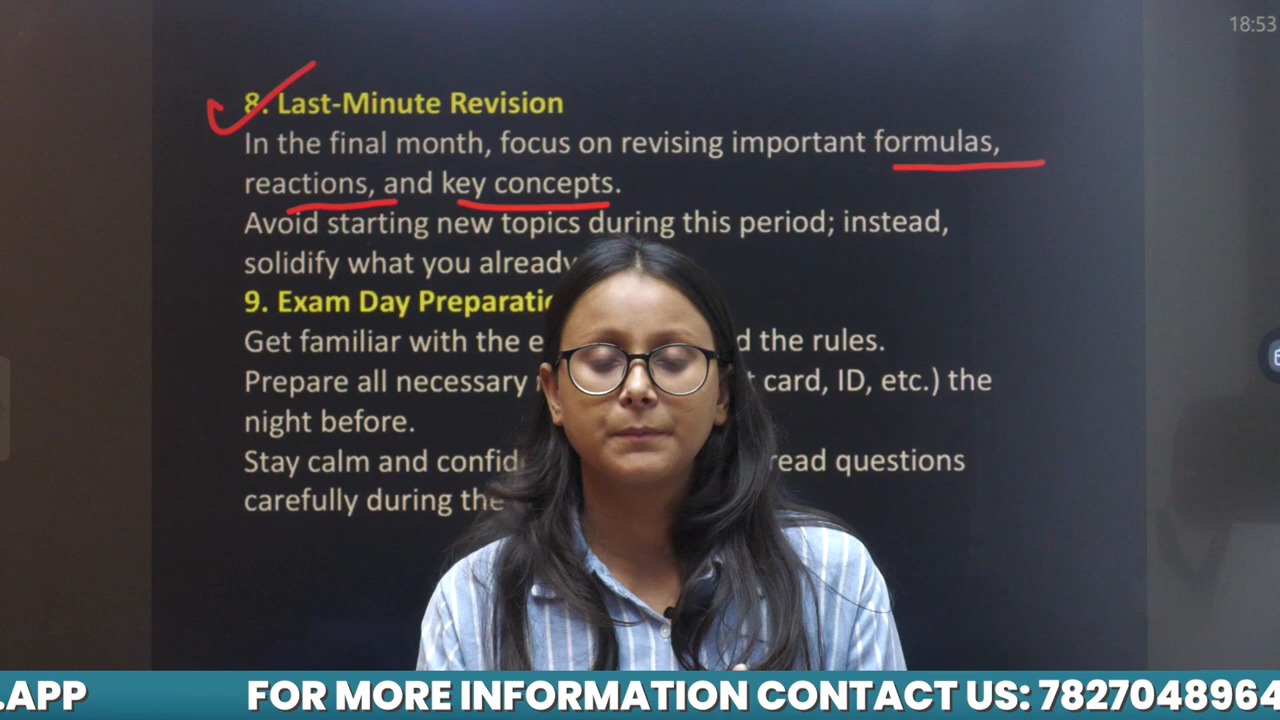 18:53
8. Last-Minute Revision
In the final month, focus on revising important formulas,
reactions, and key concepts.
Avoid starting new topics during this period; instead,
solidify what you already
9. Exam Day
Get familiar with the d the rules.
Prepare all necessary card, ID, etc.) the
night before.
Stay calm and read questions
carefully during the
.APP FOR MORE INFORMATION CONTACT US: 7827048964